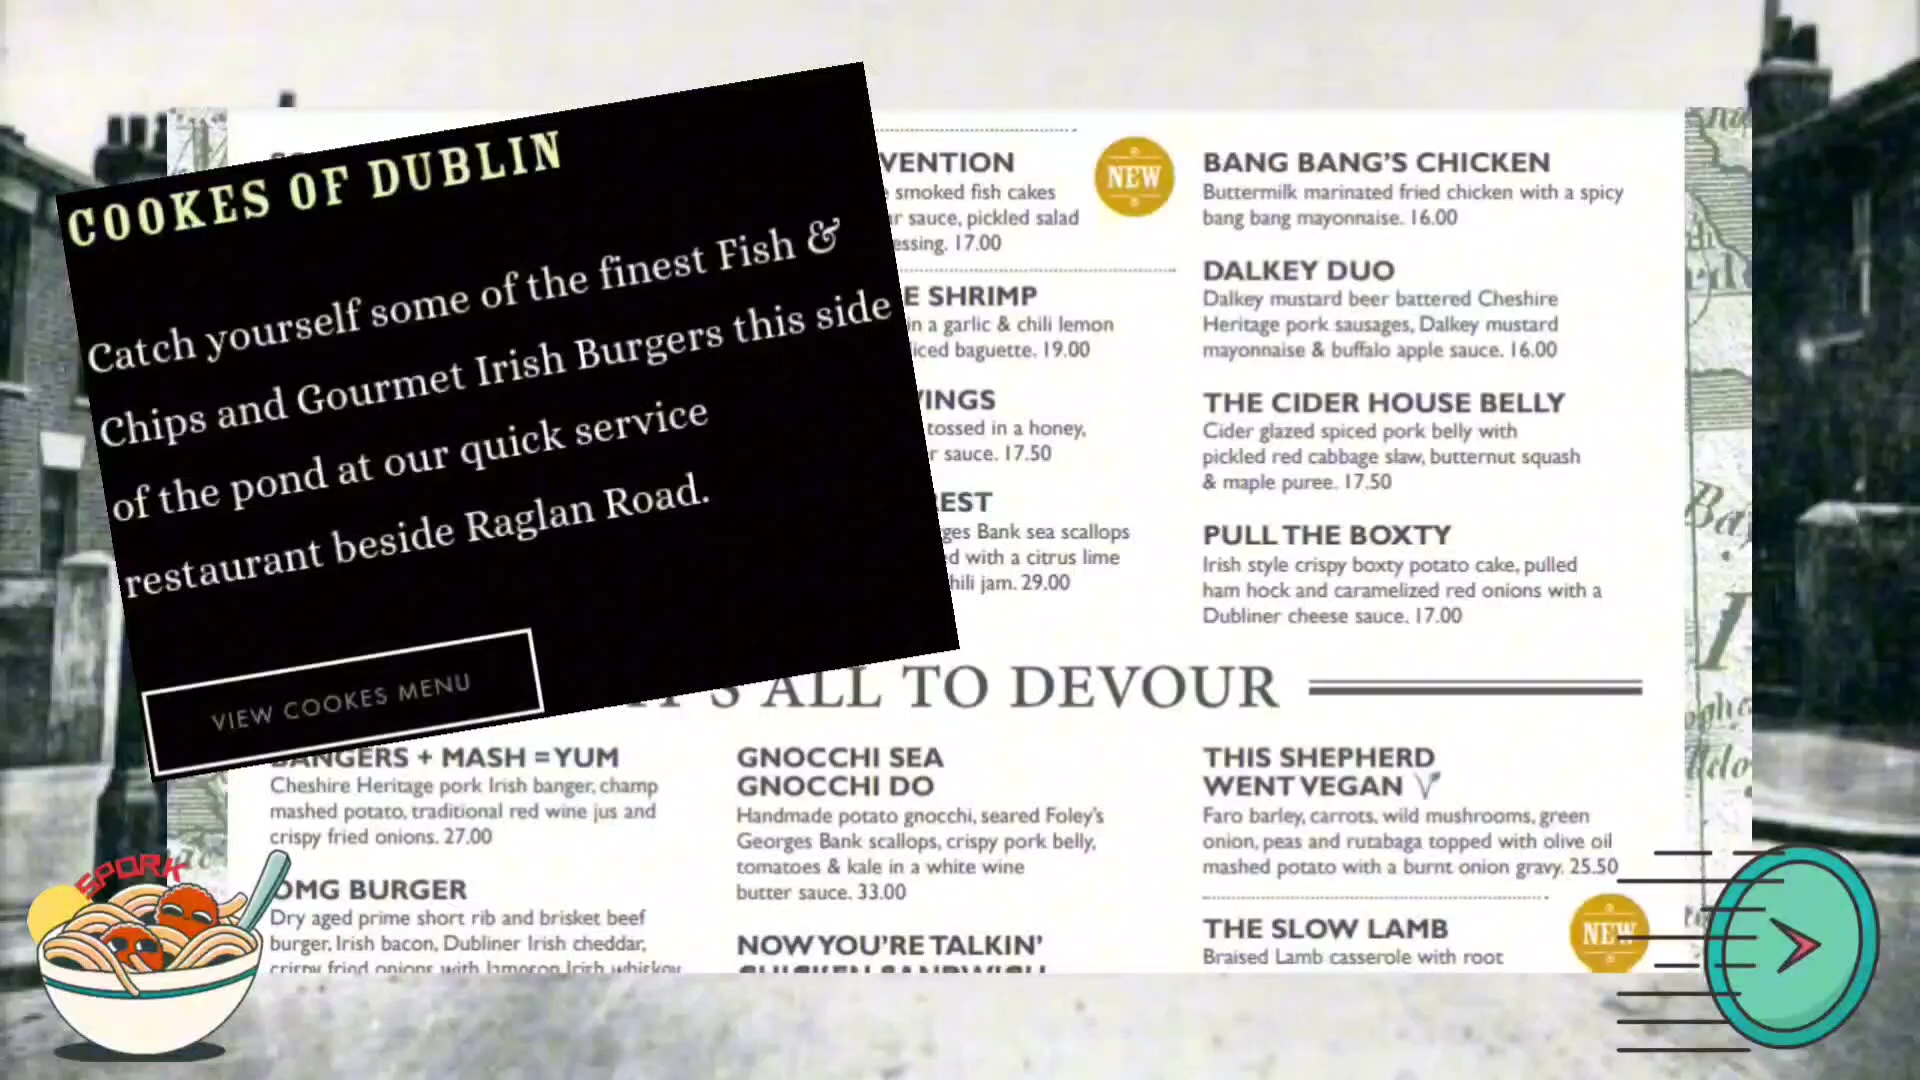 COOKES OF DUBLIN
Catch yourself some of the finest Fish &
Chips and Gourmet Irish Burgers this side
of the pond at our quick service
restaurant beside Raglan Road.
VIEW COOKES MENU
VENTION
smoked fish cakes
sauce, pickled salad
17.00
NEW
SHRIMP
in a garlic & chili lemon
baguette. 19.00
tossed in a honey,
sauce. 17.50
Bank sea scallops
with a citrus lime
jam. 29.00
BANG BANG'S CHICKEN
Buttermilk marinated fried chicken with a spicy
bang bang mayonnaise. 16.00
DALKEY DUO
Dalkey mustard beer battered Cheshire
Heritage pork sausages, Dalkey mustard
mayonnaise & buffalo apple sauce. 16.00
THE CIDER HOUSE BELLY
Cider glazed spiced pork belly with
pickled red cabbage slaw, butternut squash
& maple puree. 17.50
PULL THE BOXTY
Irish style crispy boxty potato cake, pulled
ham hock and caramelized red onions with a
Dubliner cheese sauce. 17.00
IT'S ALL TO DEVOUR
BANGERS + MASH = YUM
Cheshire Heritage pork Irish banger, champ
mashed potato, traditional red wine jus and
crispy fried onions. 27.00
OMG BURGER
Dry aged prime short rib and brisket beef
burger, Irish bacon, Dubliner Irish cheddar,
crispy fried onions with Jameson Irish whiskey
GNOCCHI SEA
GNOCCHI DO
Handmade potato gnocchi, seared Foley's
Georges Bank scallops, crispy pork belly,
tomatoes & kale in a white wine
butter sauce. 33.00
NOW YOU'RE TALKIN'
CHICKEN SANDWICH
THIS SHEPHERD
WENT VEGAN
Faro barley, carrots, wild mushrooms, green
onion, peas and rutabaga topped with olive oil
mashed potato with a burnt onion gravy. 25.50
THE SLOW LAMB
Braised Lamb casserole with root
NEW
SPORK